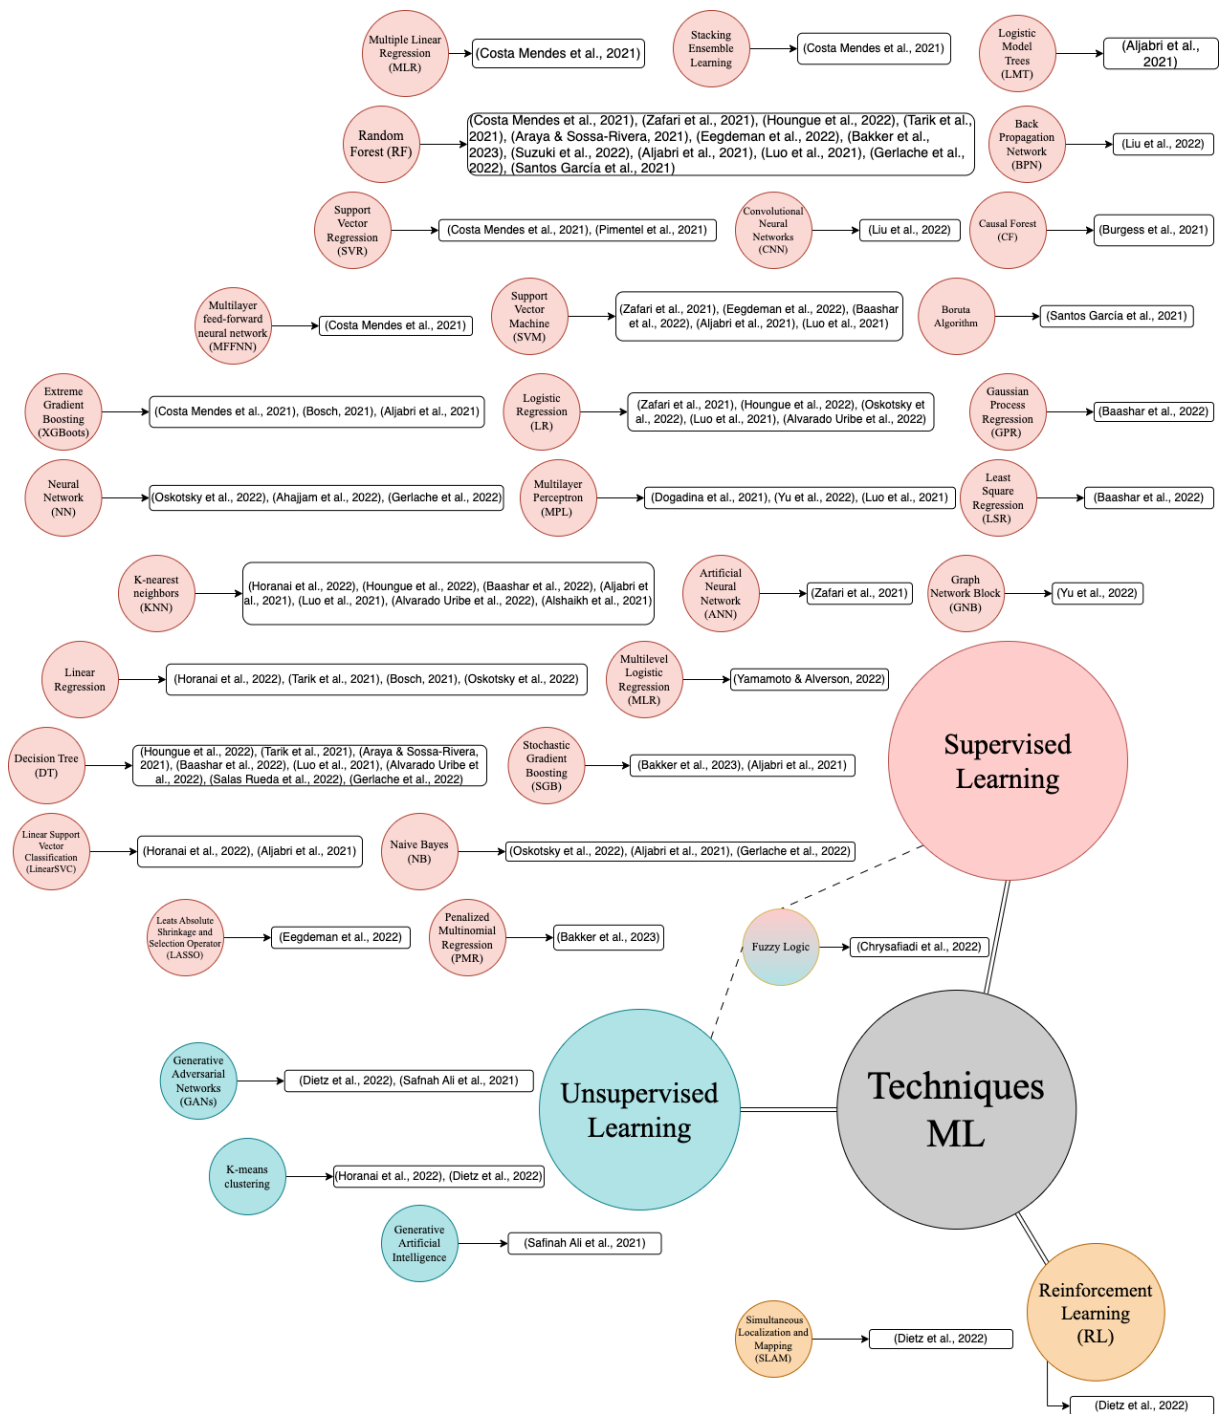 Multiple Linear
Regression
(MLR)
(Costa Mendes et al., 2021)
Stacking
Ensemble
Learning
(Costa Mendes et al., 2021)
Logistic
Model
Trees
(LMT)
(Aljabri et al.,
2021)
Random
Forest (RF)
(Costa Mendes et al., 2021), (Zafari et al., 2021), (Houngue et al., 2022), (Tarik et al.,
2021), (Araya & Sossa-Rivera, 2021), (Eegdeman et al., 2022), (Bakker et al.,
2023), (Suzuki et al., 2022), (Aljabri et al., 2021), (Luo et al., 2021), (Gerlache et al.,
2022), (Santos García et al., 2021)
Back
Propagation
Network
(BPN)
(Liu et al., 2022)
Support
Vector
Regression
(SVR)
(Costa Mendes et al., 2021), (Pimentel et al., 2021)
Convolutional
Neural
Networks
(CNN)
(Liu et al., 2022)
Causal Forest
(CF)
(Burgess et al., 2021)
Multilayer
feed-forward
neural network
(MFFNN)
(Costa Mendes et al., 2021)
Support
Vector
Machine
(SVM)
(Zafari et al., 2021), (Eegdeman et al., 2022), (Baashar
et al., 2022), (Aljabri et al., 2021), (Luo et al., 2021)
Boruta
Algorithm
(Santos García et al., 2021)
Extreme
Gradient
Boosting
(XGBoots)
(Costa Mendes et al., 2021), (Bosch, 2021), (Aljabri et al., 2021)
Logistic
Regression
(LR)
(Zafari et al., 2021), (Houngue et al., 2022), (Oskotsky et
al., 2022), (Luo et al., 2021), (Alvarado Uribe et al., 2022)
Gaussian
Process
Regression
(GPR)
(Baashar et al., 2022)
Neural
Network
(NN)
(Oskotsky et al., 2022), (Ahajjam et al., 2022), (Gerlache et al., 2022)
Multilayer
Perceptron
(MPL)
(Dogadina et al., 2021), (Yu et al., 2022), (Luo et al., 2021)
Least
Square
Regression
(LSR)
(Baashar et al., 2022)
K-nearest
neighbors
(KNN)
(Horanai et al., 2022), (Houngue et al., 2022), (Baashar et al., 2022), (Aljabri et
al., 2021), (Luo et al., 2021), (Alvarado Uribe et al., 2022), (Alshaikh et al., 2021)
Artificial
Neural
Network
(ANN)
(Zafari et al., 2021)
Graph
Network Block
(GNB)
(Yu et al., 2022)
Linear
Regression
(Horanai et al., 2022), (Tarik et al., 2021), (Bosch, 2021), (Oskotsky et al., 2022)
Multilevel
Logistic
Regression
(MLR)
(Yamamoto & Alverson, 2022)
Supervised
Learning
Decision Tree
(DT)
(Houngue et al., 2022), (Tarik et al., 2021), (Araya & Sossa-Rivera,
2021), (Baashar et al., 2022), (Luo et al., 2021), (Alvarado Uribe et
al., 2022), (Salas Rueda et al., 2022), (Gerlache et al., 2022)
Stochastic
Gradient
Boosting
(SGB)
(Bakker et al., 2023), (Aljabri et al., 2021)
Linear Support
Vector
Classification
(LinearSVC)
(Horanai et al., 2022), (Aljabri et al., 2021)
Naive Bayes
(NB)
(Oskotsky et al., 2022), (Aljabri et al., 2021), (Gerlache et al., 2022)
Leats Absolute
Shrinkage and
Selection Operator
(LASSO)
(Eegdeman et al., 2022)
Penalized
Multinomial
Regression
(PMR)
(Bakker et al., 2023)
Fuzzy Logic
(Chrysafiadi et al., 2022)
Generative
Adversarial
Networks
(GANs)
(Dietz et al., 2022), (Safnah Ali et al., 2021)
Unsupervised
Learning
Techniques
ML
K-means
clustering
(Horanai et al., 2022), (Dietz et al., 2022)
Generative
Artificial
Intelligence
(Safinah Ali et al., 2021)
Reinforcement
Learning
(RL)
Simultaneous
Localization and
Mapping
(SLAM)
(Dietz et al., 2022)
(Dietz et al., 2022)